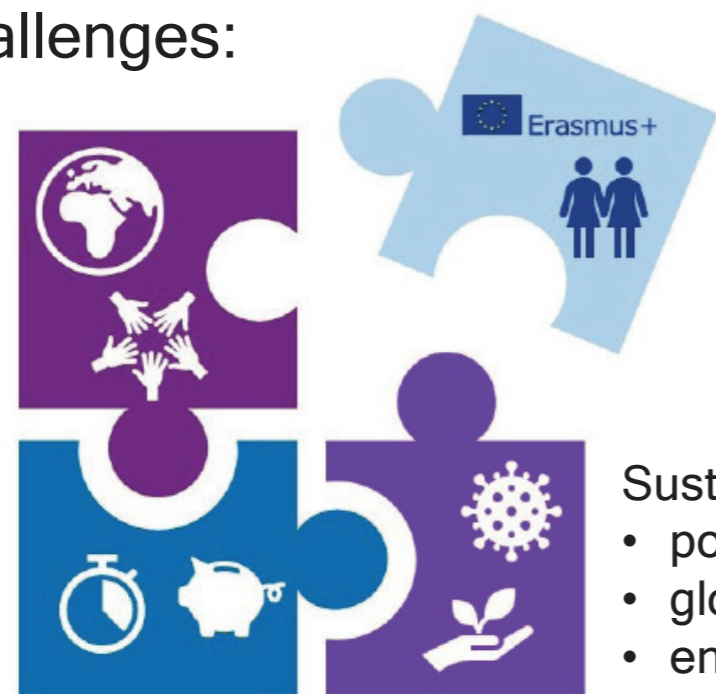 allenges:
Erasmus+
Sust
• po
• glo
• en